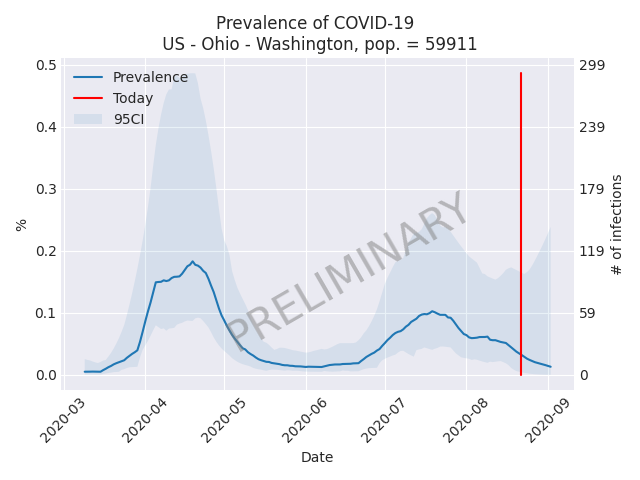 Prevalence of COVID-19
US - Ohio - Washington, pop. = 59911
Prevalence
Today
95CI
0.5
0.4
0.3
0.2
0.1
0.0
%
299
239
179
119
59
0
# of infections
PRELIMINARY
2020-03
2020-04
2020-05
2020-06
2020-07
2020-08
2020-09
Date